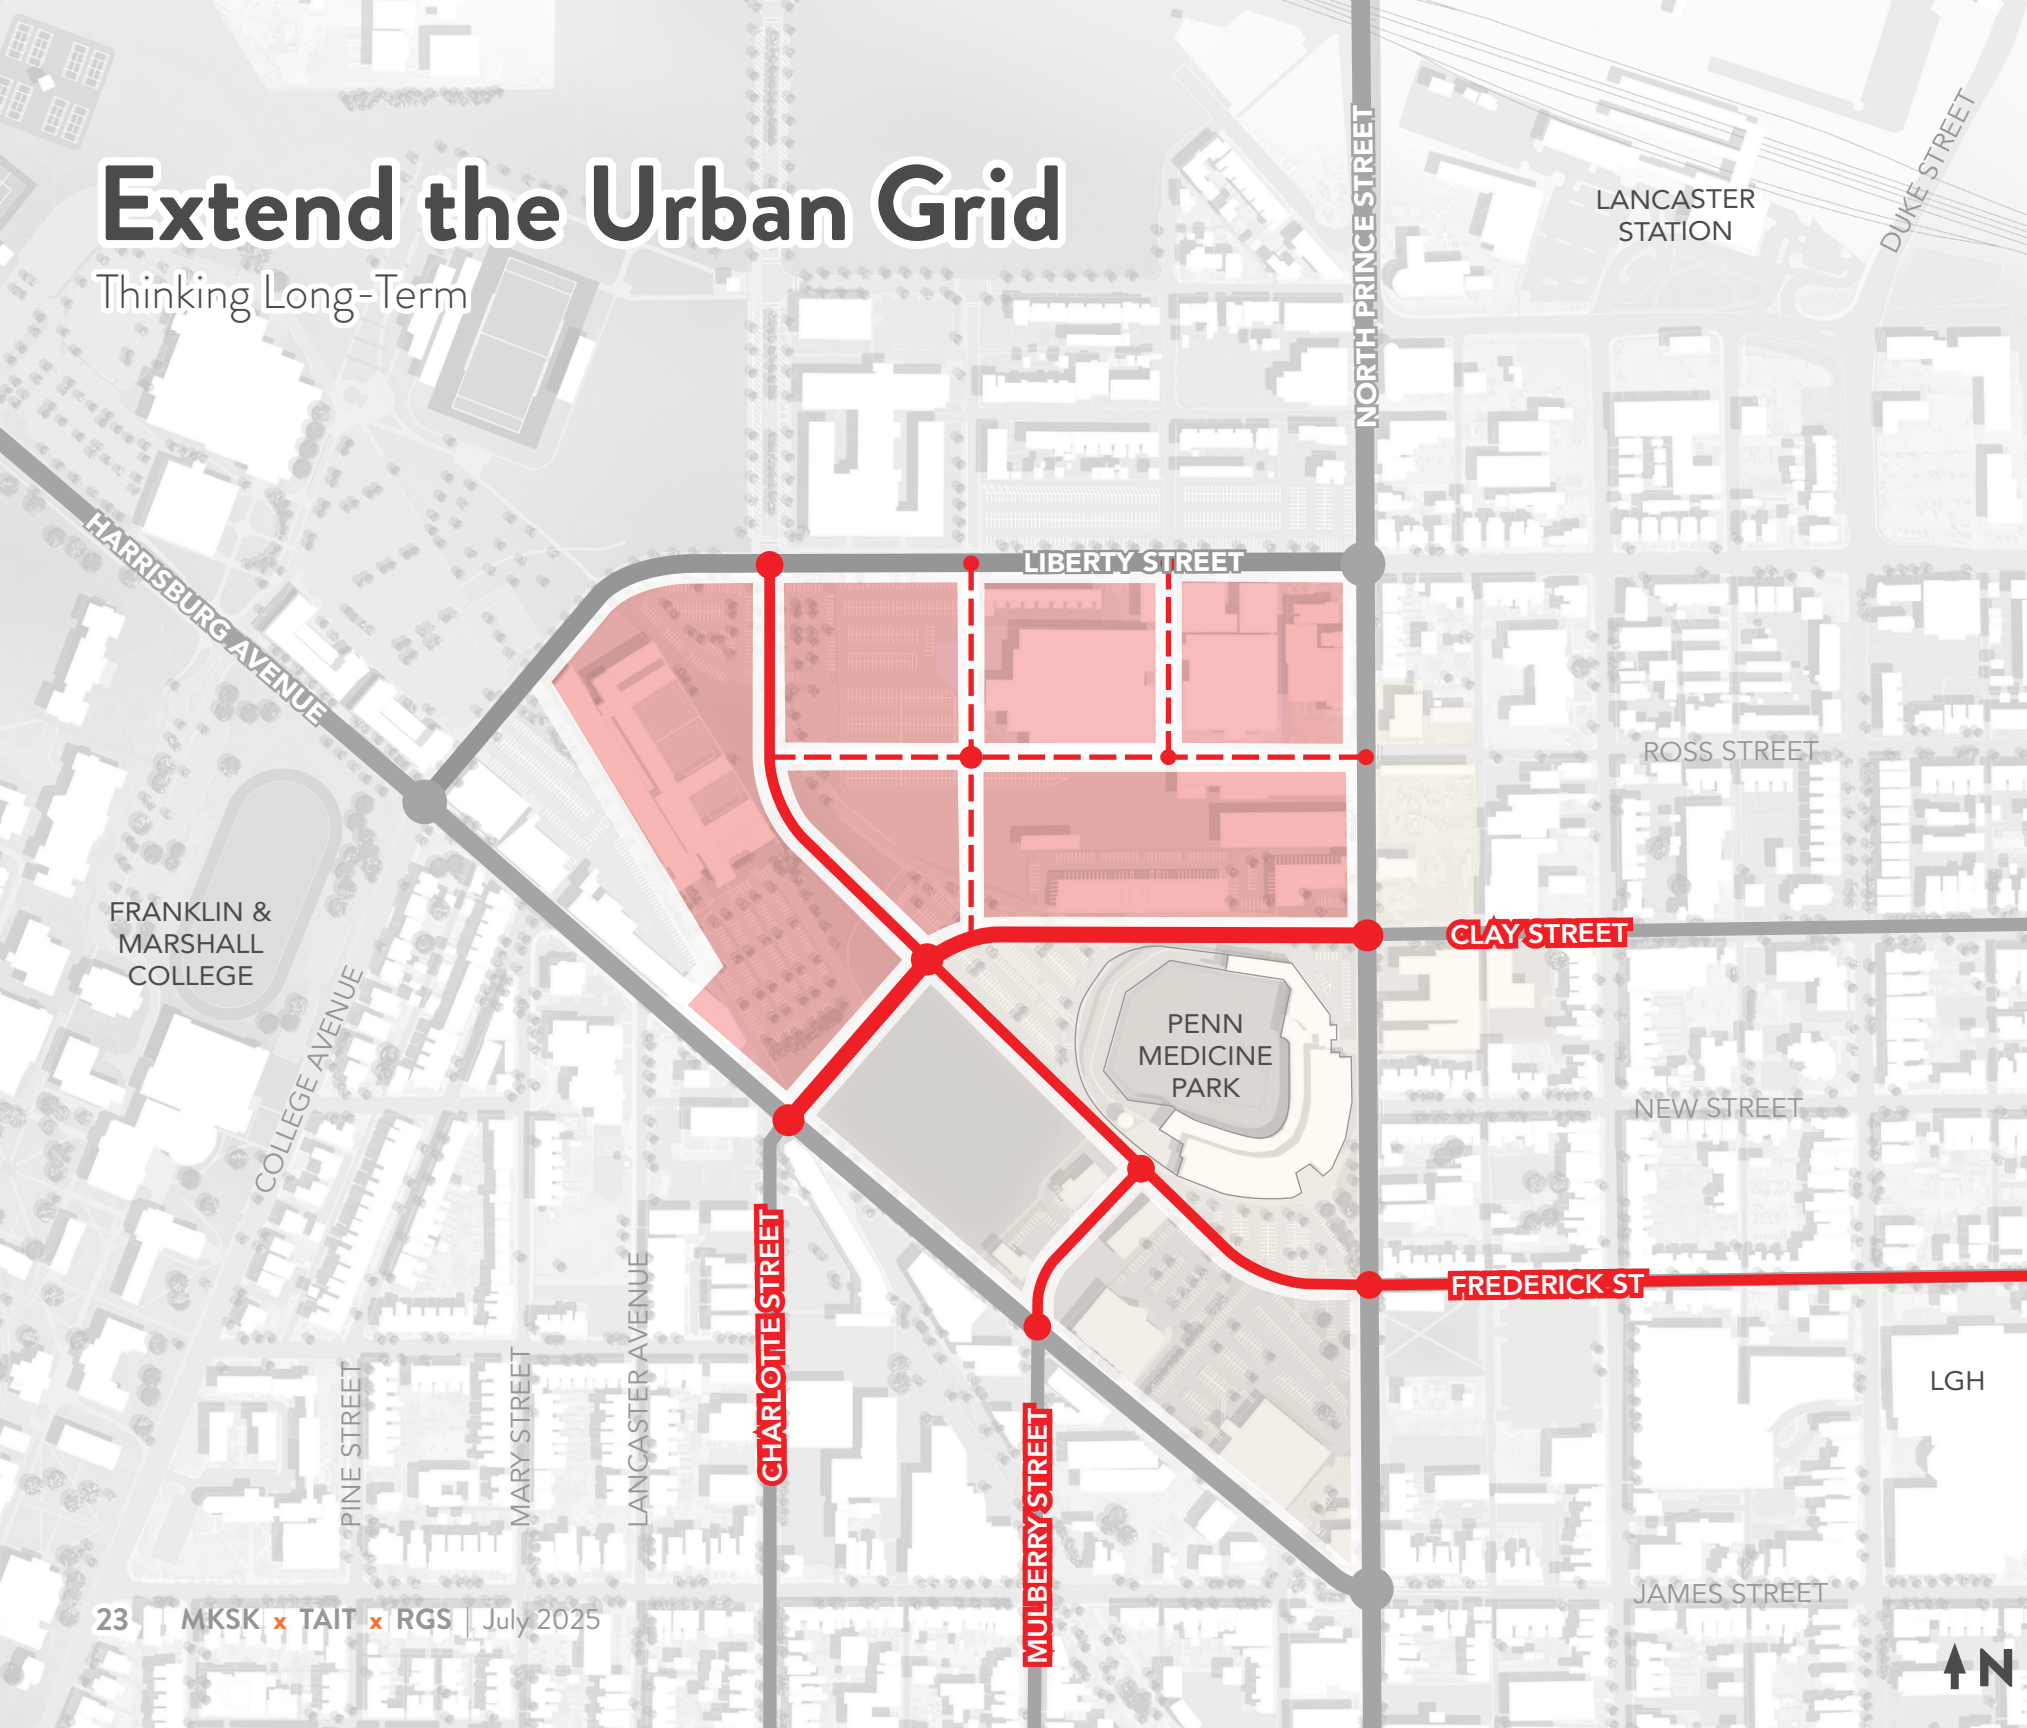 Extend the Urban Grid
Thinking Long-Term
NORTH PRINCE STREET
LANCASTER
STATION
DUKE STREET
HARRISBURG AVENUE
LIBERTY STREET
ROSS STREET
FRANKLIN &
MARSHALL
COLLEGE
COLLEGE AVENUE
CLAY STREET
PENN
MEDICINE
PARK
NEW STREET
CHARLOTTE STREET
FREDERICK ST
LGH
PINE STREET
MARY STREET
LANCASTER AVENUE
MULBERRY STREET
JAMES STREET
23 MKSK x TAIT x RGS | July 2025
N